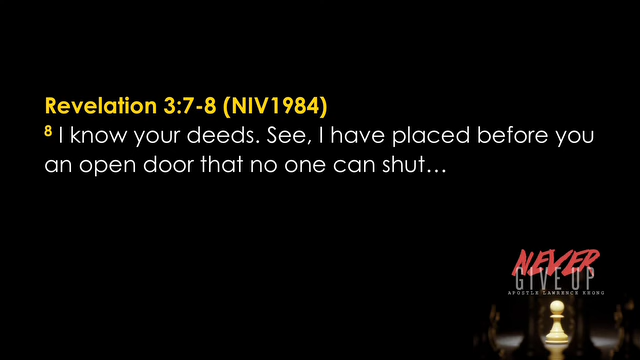 Revelation 3:7-8 (NIV1984)
8 I know your deeds. See, I have placed before you
an open door that no one can shut…
NEVER
GIVE UP
APOSTLE LAWRENCE EKONG